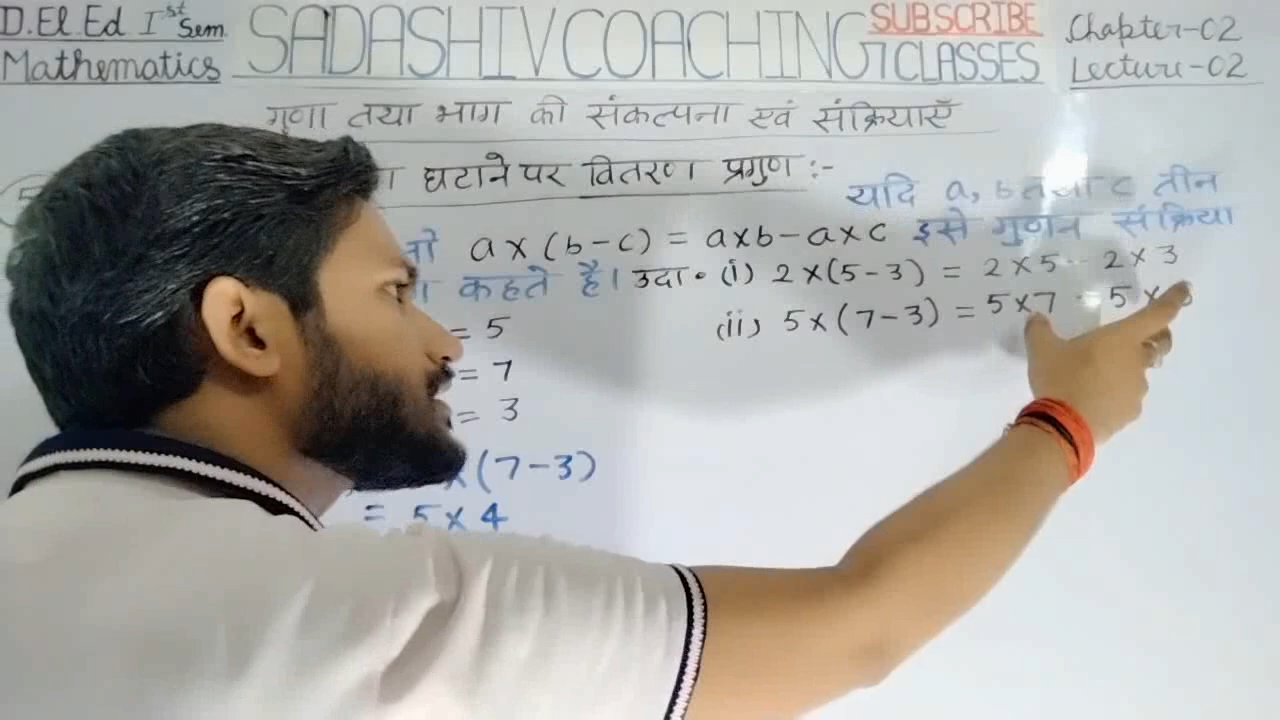 D.El.Ed Ist Sem
Mathematics
SADASHIV COACHING CLASSES
SUBSCRIBE
Chapter-02
Lecture-02
गुणा तथा भाग की संकल्पना एवं संक्रियाएँ
घटाने पर वितरण प्रगुण :-
यदि a, b तथा c तीन
a×(b-c) = a×b-a×c इसे गुणन संक्रिया
कहते है। उदा॰ (i) 2×(5-3) = 2×5 - 2×3
(ii) 5×(7-3) = 5×7 - 5×3
= 5
= 7
= 3
×(7-3)
= 5×4